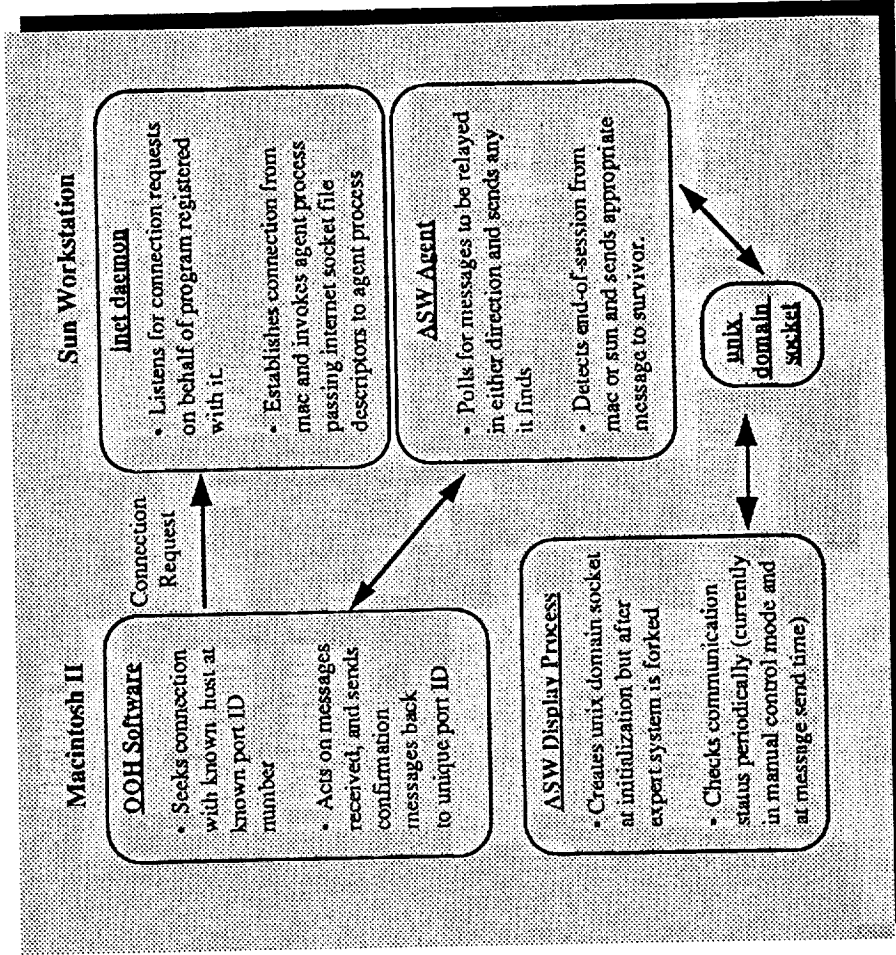 Macintosh II
Sun Workstation
OOH Software
• Seeks connection
with known host at
known port ID
number
• Acts on messages
received, and sends
confirmation
messages back
to unique port ID
Connection
Request
inet daemon
• Listens for connection requests
on behalf of program registered
with it.
• Establishes connection from
mac and invokes agent process
passing internet socket file
descriptors to agent process
ASW Agent
• Polls for messages to be relayed
in either direction and sends any
it finds
• Detects end-of-session from
mac or sun and sends appropriate
message to survivor.
ASW Display Process
• Creates unix domain socket
at initialization but after
expert system is forked
• Checks communication
status periodically (currently
in manual control mode and
at message send time)
unix
domain
socket